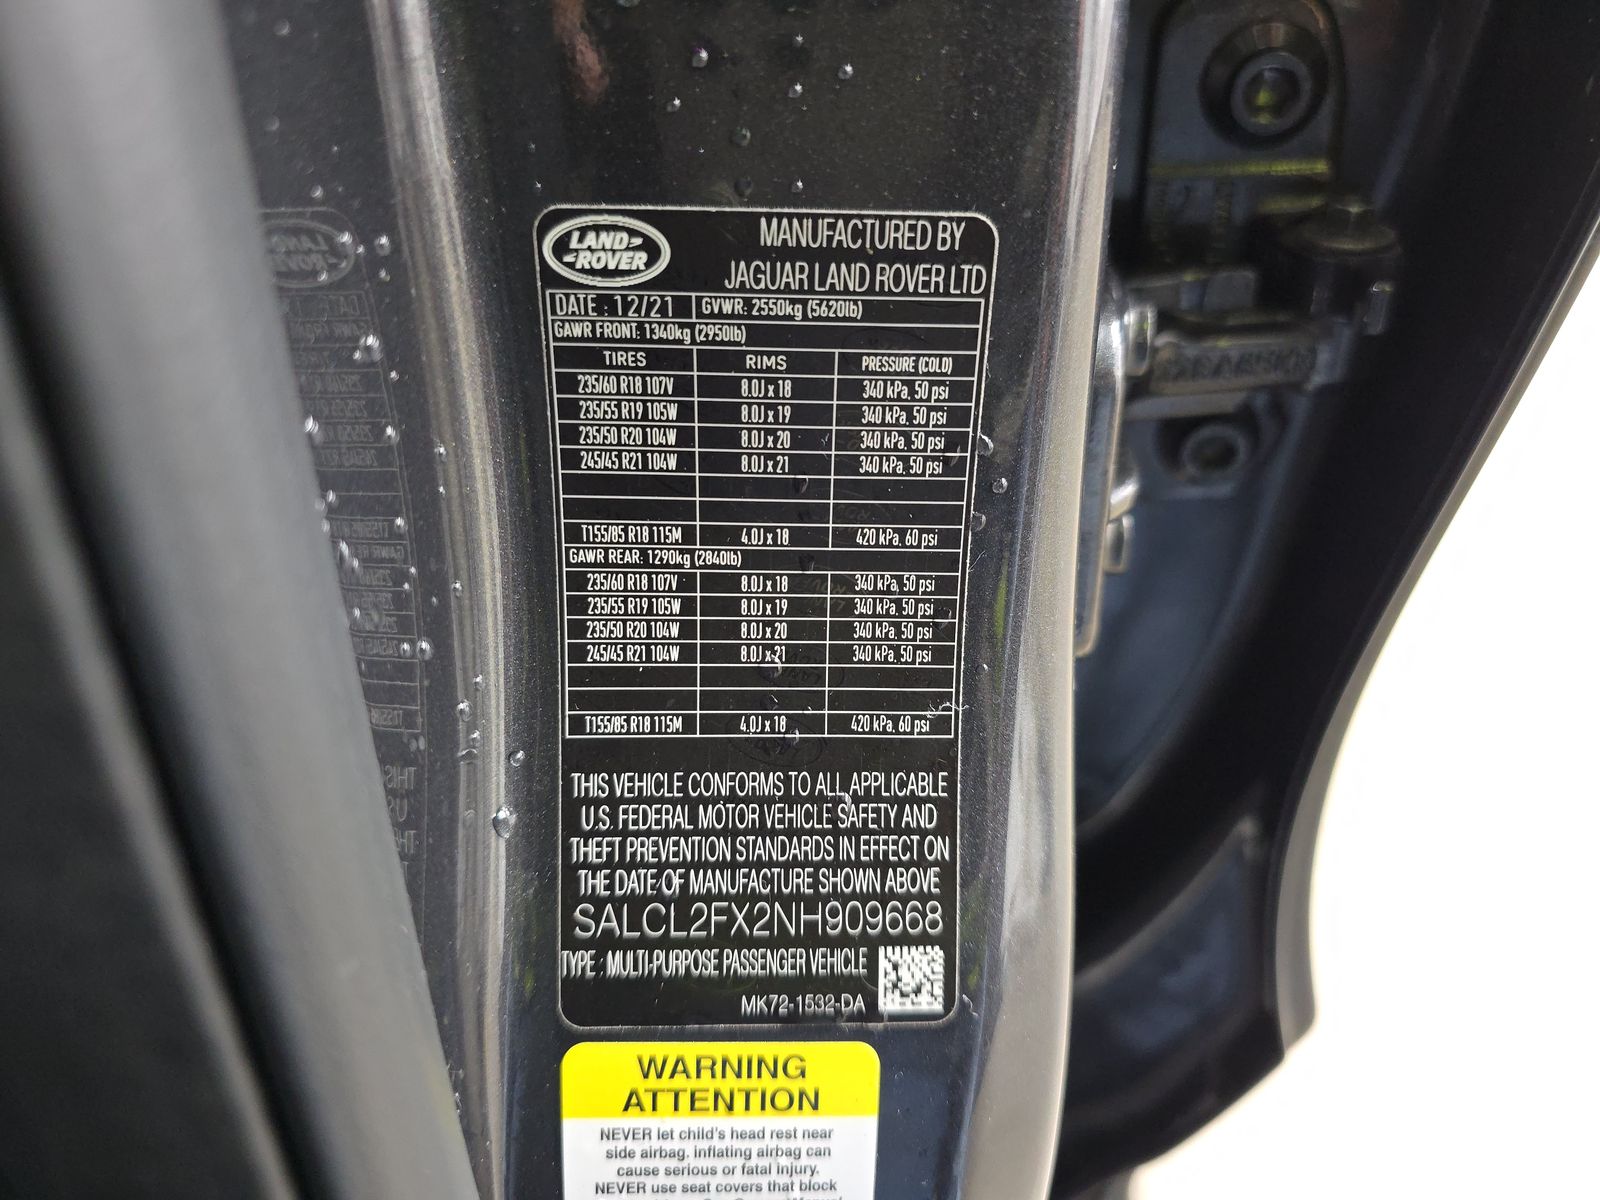 LAND-
-ROVER
MANUFACTURED BY
JAGUAR LAND ROVER LTD
DATE : 12/21 GVWR: 2550kg (5620lb)
GAWR FRONT: 1340kg (2950lb)
TIRES RIMS PRESSURE (COLD)
235/60 R18 107V 8.0J x 18 340 kPa, 50 psi
235/55 R19 105W 8.0J x 19 340 kPa, 50 psi
235/50 R20 104W 8.0J x 20 340 kPa, 50 psi
245/45 R21 104W 8.0J x 21 340 kPa, 50 psi
T155/85 R18 115M 4.0J x 18 420 kPa, 60 psi
GAWR REAR: 1290kg (2840lb)
235/60 R18 107V 8.0J x 18 340 kPa, 50 psi
235/55 R19 105W 8.0J x 19 340 kPa, 50 psi
235/50 R20 104W 8.0J x 20 340 kPa, 50 psi
245/45 R21 104W 8.0J x 21 340 kPa, 50 psi
T155/85 R18 115M 4.0J x 18 420 kPa, 60 psi
THIS VEHICLE CONFORMS TO ALL APPLICABLE
U.S. FEDERAL MOTOR VEHICLE SAFETY AND
THEFT PREVENTION STANDARDS IN EFFECT ON
THE DATE OF MANUFACTURE SHOWN ABOVE
SALCL2FX2NH909668
TYPE : MULTI-PURPOSE PASSENGER VEHICLE
MK72-1532-DA
WARNING
ATTENTION
NEVER let child's head rest near
side airbag, inflating airbag can
cause serious or fatal injury.
NEVER use seat covers that block